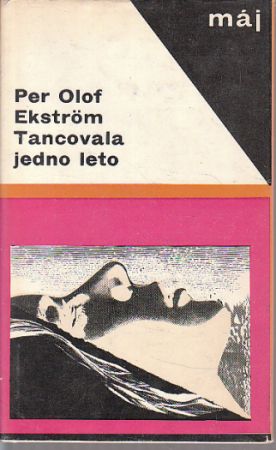 máj
Per Olof
Ekström
Tancovala
jedno leto